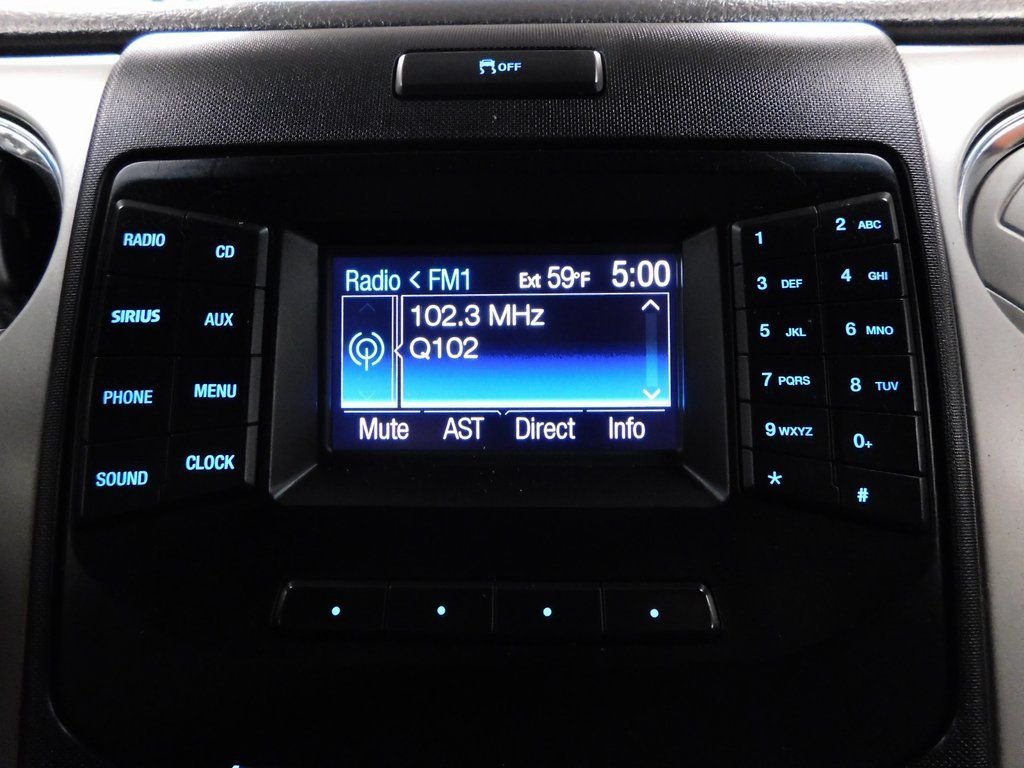 OFF
RADIO
CD
SIRIUS
AUX
PHONE
MENU
SOUND
CLOCK
Radio < FM1 Ext 59°F 5:00
102.3 MHz
Q102
Mute AST Direct Info
1
2 ABC
3 DEF
4 GHI
5 JKL
6 MNO
7 PQRS
8 TUV
9 WXYZ
0+
*
#